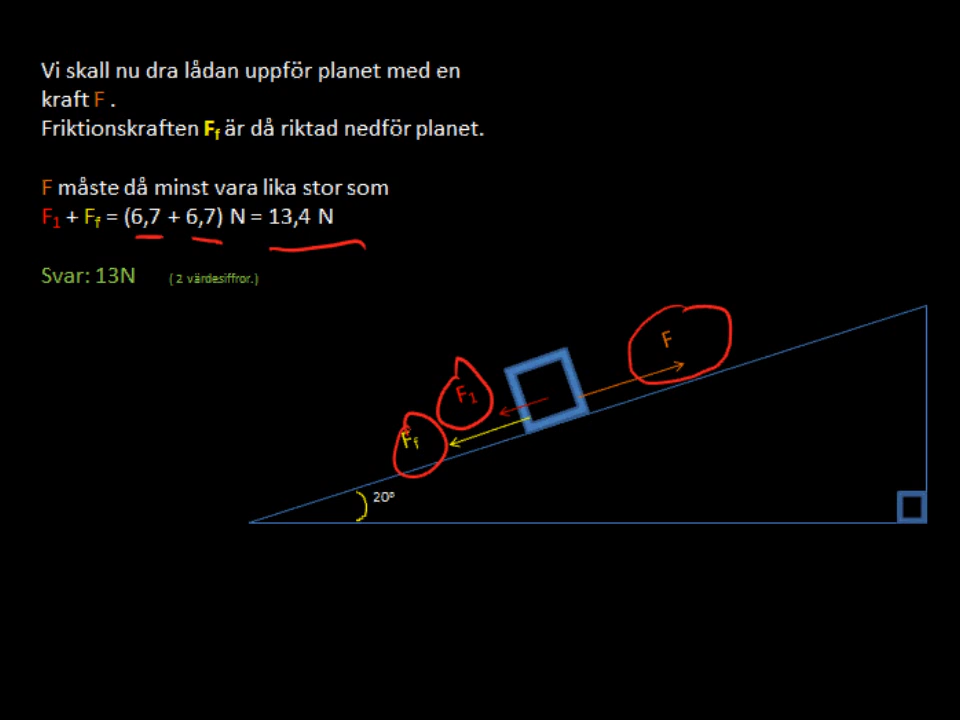 Vi skall nu dra lådan uppför planet med en
kraft F .
Friktionskraften Ff är då riktad nedför planet.
F måste då minst vara lika stor som
F1 + Ff = (6,7 + 6,7) N = 13,4 N
Svar: 13N ( 2 värdesiffror.)
F
F1
Ff
20°